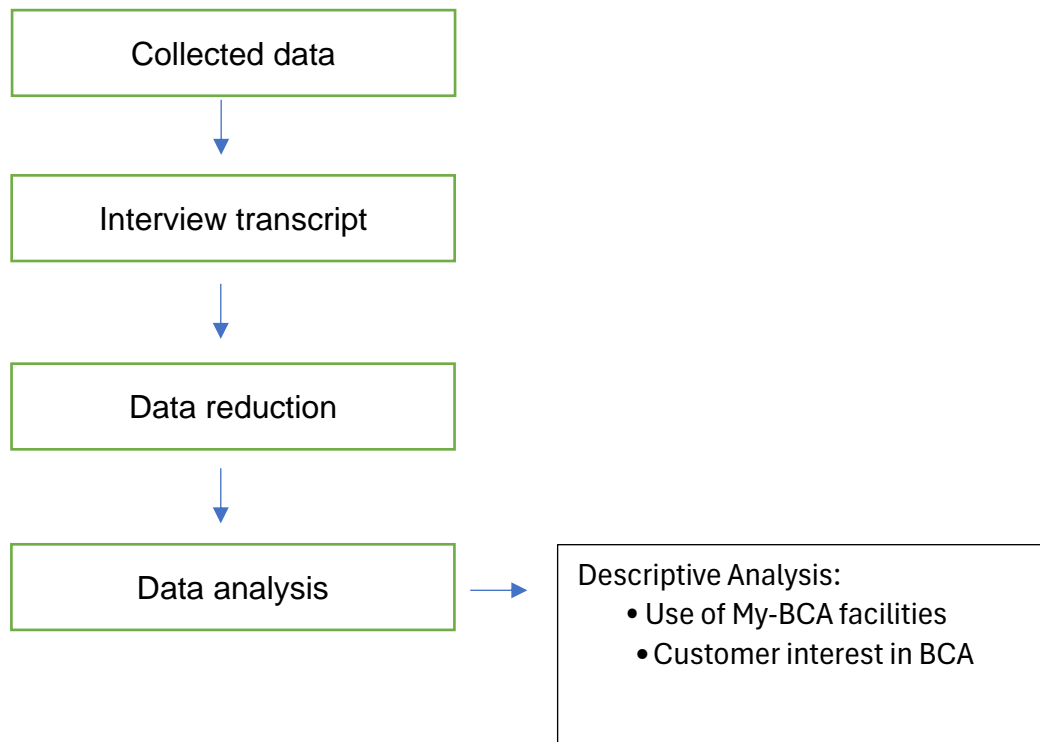 Collected data
Interview transcript
Data reduction
Data analysis
Descriptive Analysis:
• Use of My-BCA facilities
• Customer interest in BCA